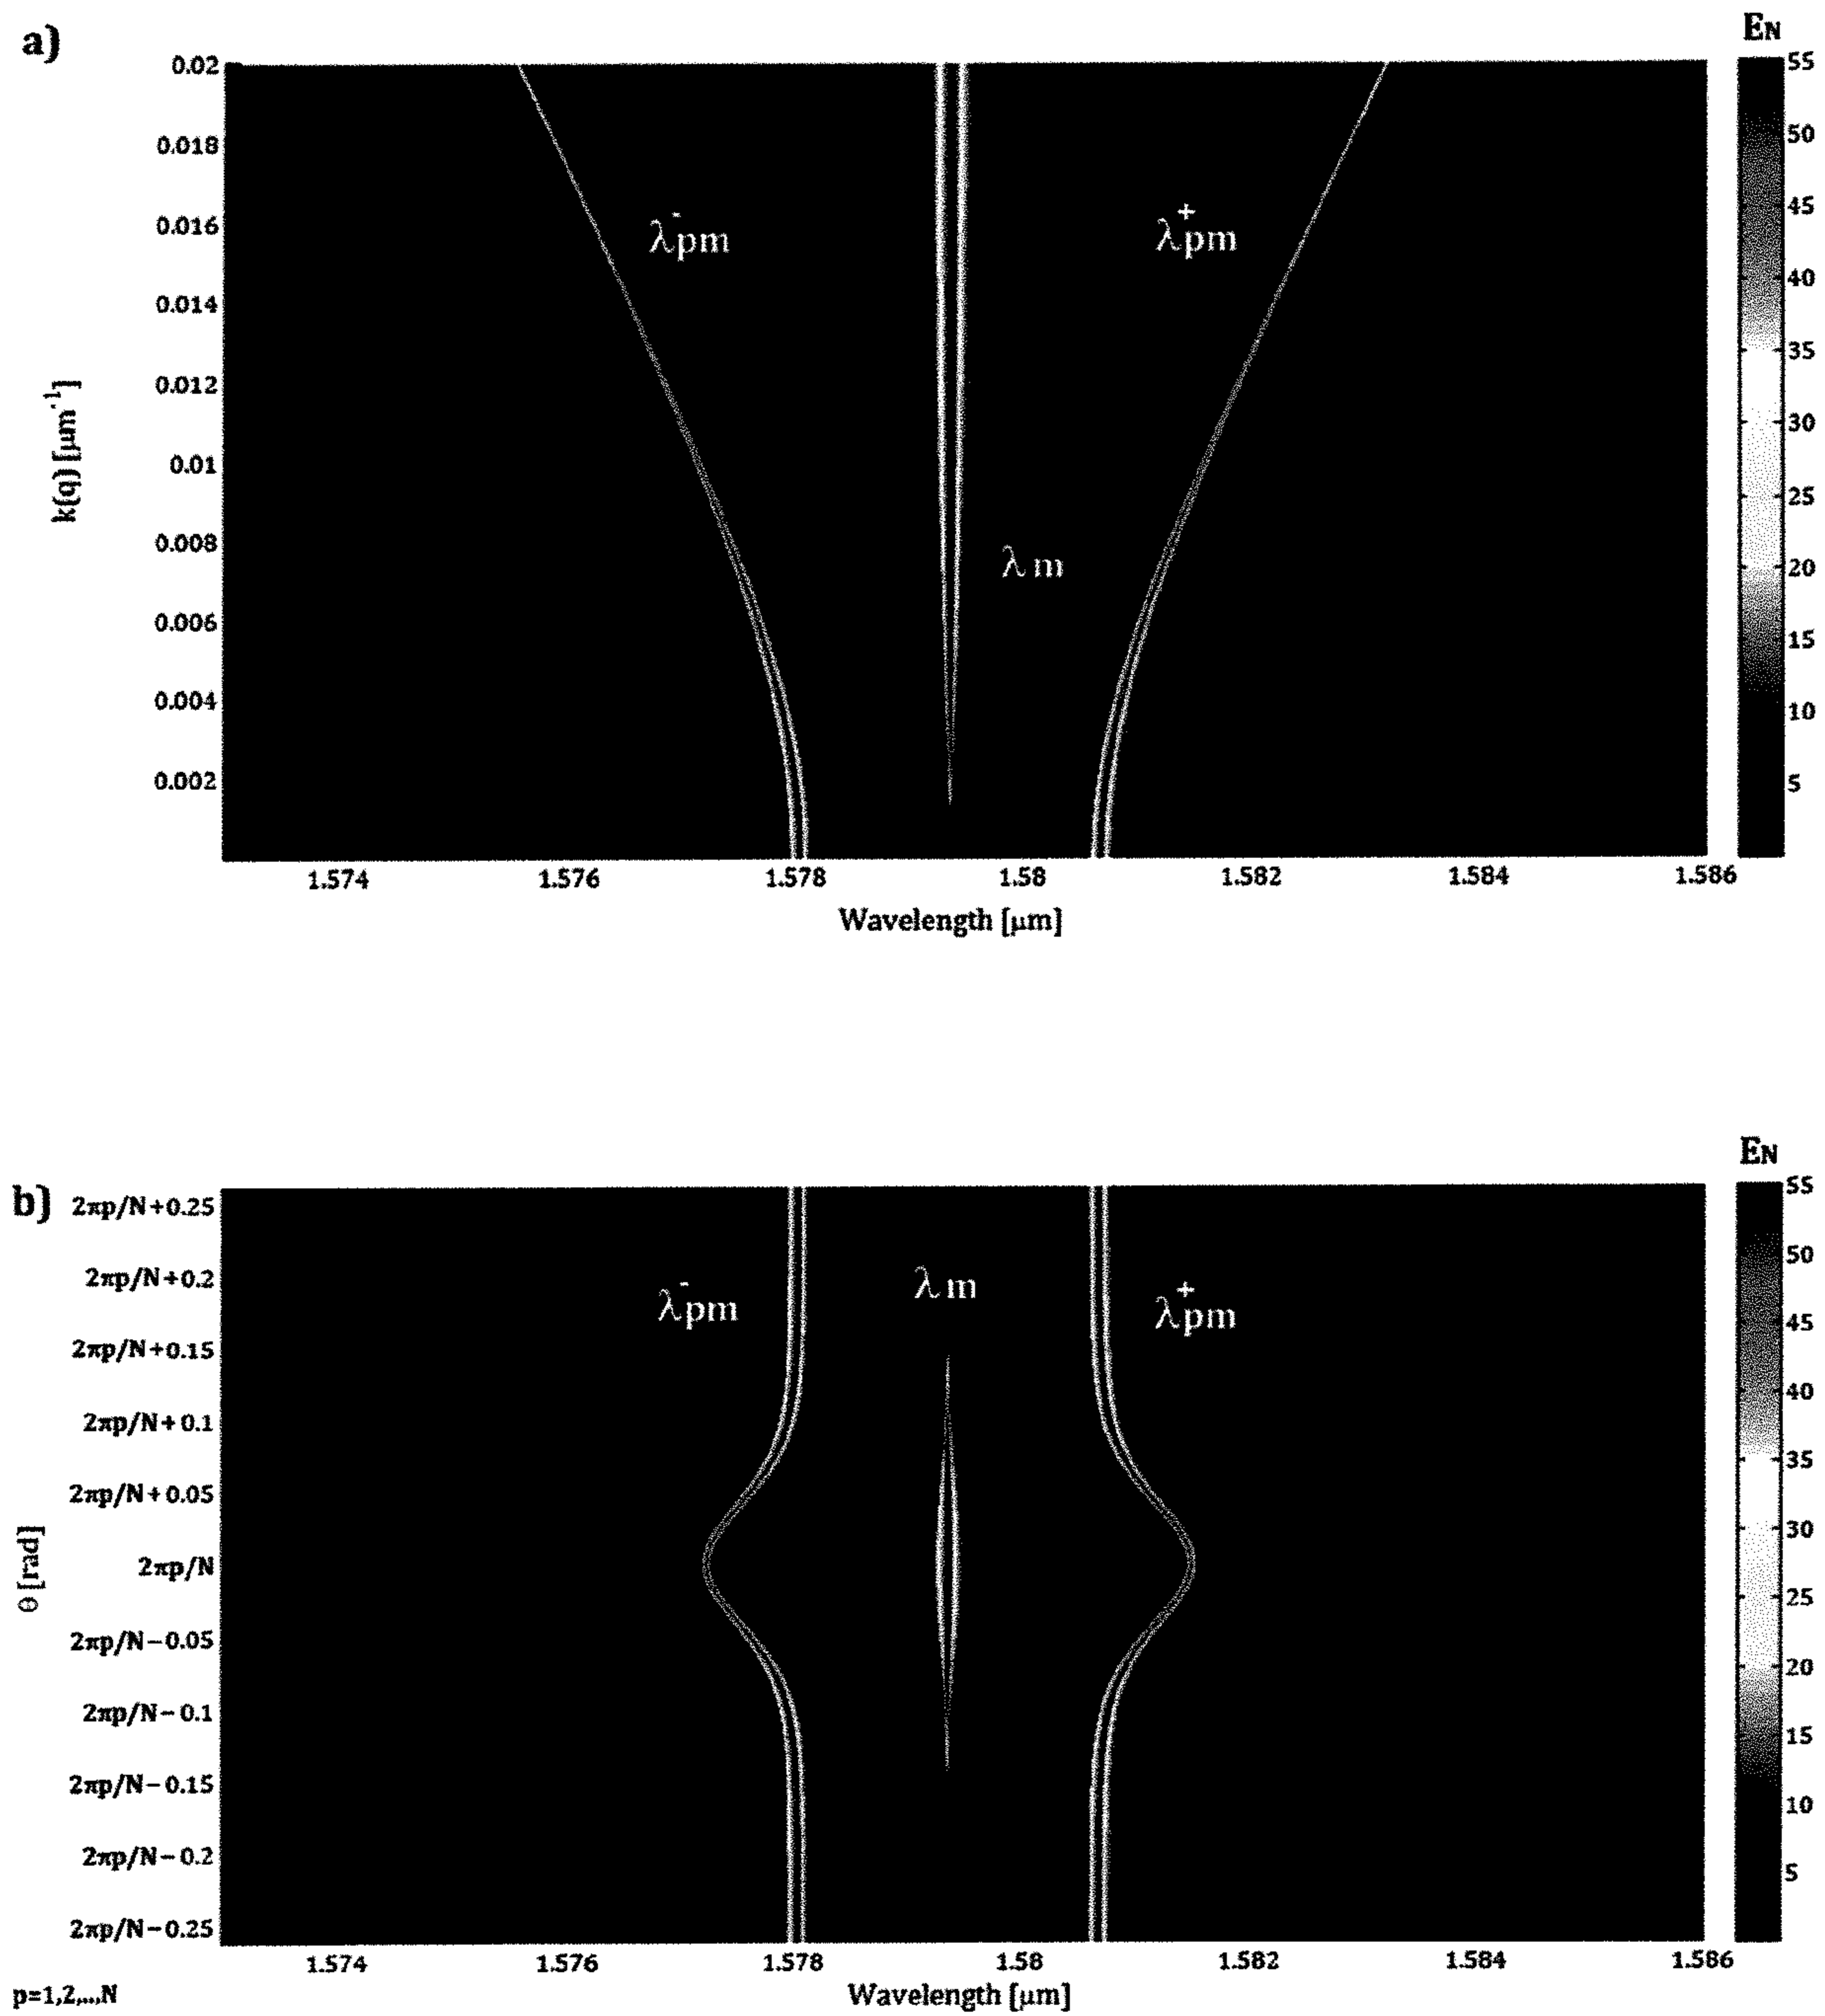 a)
EN
0.02
0.018
0.016
0.014
0.012
0.01
0.008
0.006
0.004
0.002
k(q) [μm-1]
λ-pm
λ+pm
λm
55
50
45
40
35
30
25
20
15
10
5
1.574 1.576 1.578 1.58 1.582 1.584 1.586
Wavelength [μm]
b)
EN
2πp/N+0.25
2πp/N+0.2
2πp/N+0.15
2πp/N+0.1
2πp/N+0.05
2πp/N
2πp/N-0.05
2πp/N-0.1
2πp/N-0.15
2πp/N-0.2
2πp/N-0.25
θ [rad]
λ-pm
λm
λ+pm
55
50
45
40
35
30
25
20
15
10
5
1.574 1.576 1.578 1.58 1.582 1.584 1.586
p=1,2,...,N
Wavelength [μm]